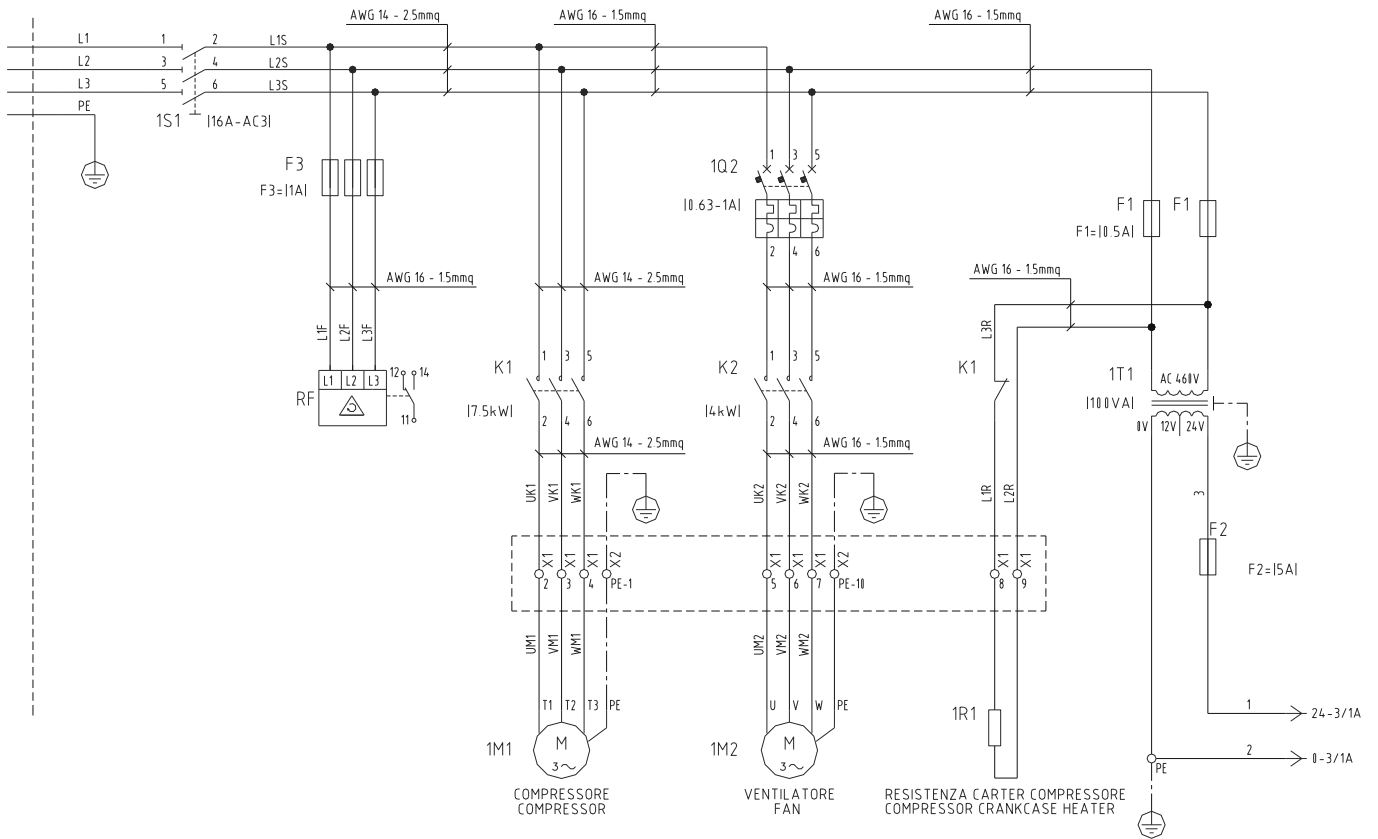 AWG 14 - 2.5mmq
AWG 16 - 1.5mmq
AWG 16 - 1.5mmq
L1 1 2 L1S
L2 3 4 L2S
L3 5 6 L3S
PE
1S1 |16A-AC3|
F3
F3=|1A|
1Q2 1 3 5
|0.63-1A|
2 4 6
F1 F1
F1=|0.5A|
AWG 16 - 1.5mmq
AWG 16 - 1.5mmq
AWG 14 - 2.5mmq
AWG 16 - 1.5mmq
L1F L2F L3F
L3R
RF L1 L2 L3
12 14
11
K1 1 3 5
|7.5kW| 2 4 6
K2 1 3 5
|4kW| 2 4 6
K1
1T1 AC 460V
|100VA|
0V 12V 24V
AWG 14 - 2.5mmq
AWG 16 - 1.5mmq
UK1 VK1 WK1
UK2 VK2 WK2
L1R L2R
3
F2
F2=|5A|
X1 X1 X1 X2
2 3 4 PE-1
X1 X1 X1 X2
5 6 7 PE-10
X1 X1
8 9
UM1 VM1 WM1
UM2 VM2 WM2
T1 T2 T3 PE
U V W PE
1R1
1 24-3/1A
2 0-3/1A
PE
1M1 M
3~
1M2 M
3~
COMPRESSORE
COMPRESSOR
VENTILATORE
FAN
RESISTENZA CARTER COMPRESSORE
COMPRESSOR CRANKCASE HEATER